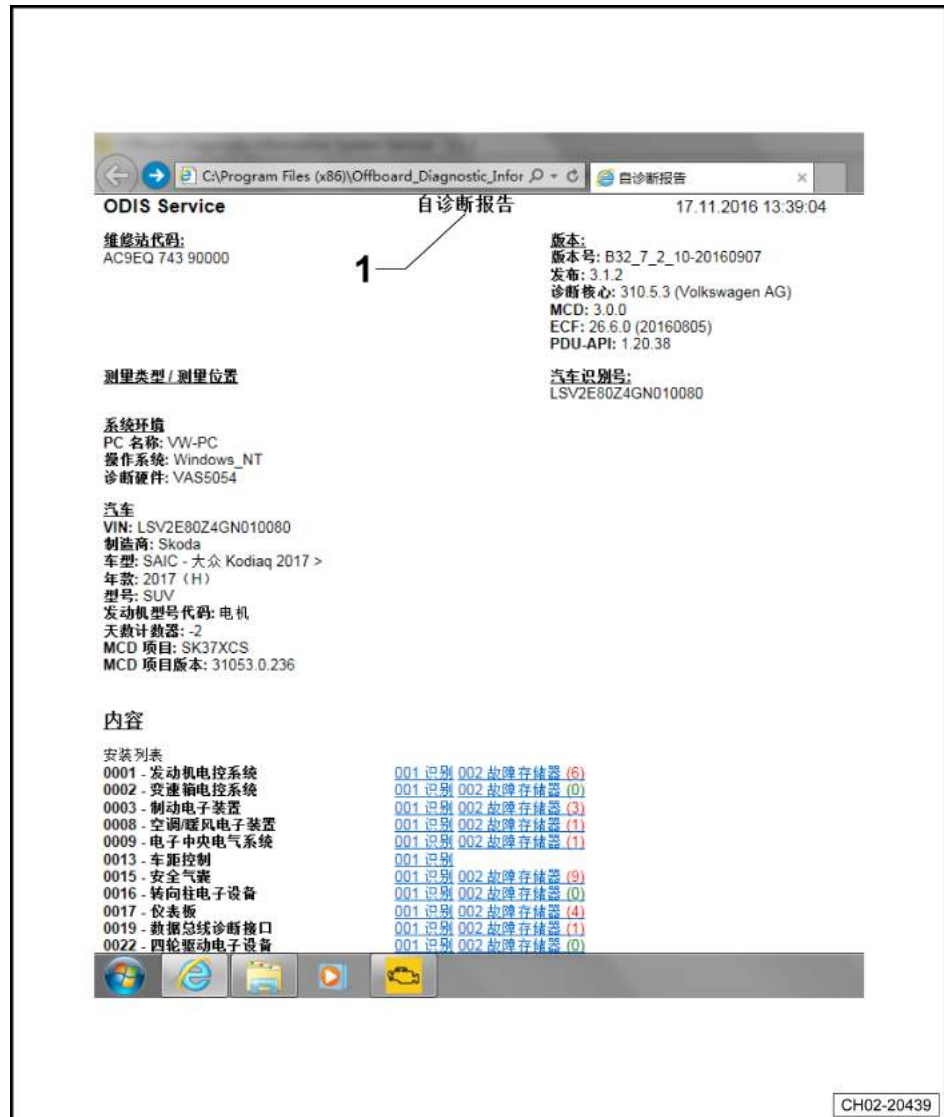 C:\Program Files (x86)\Offboard_Diagnostic_Infor
自诊断报告
ODIS Service
自诊断报告
17.11.2016 13:39:04
维修站代码:
AC9EQ 743 90000
1
版本:
版本号: B32_7_2_10-20160907
发布: 3.1.2
诊断核心: 310.5.3 (Volkswagen AG)
MCD: 3.0.0
ECF: 26.6.0 (20160805)
PDU-API: 1.20.38
测量类型 / 测量位置
汽车识别号:
LSV2E80Z4GN010080
系统环境
PC 名称: VW-PC
操作系统: Windows_NT
诊断硬件: VAS5054
汽车
VIN: LSV2E80Z4GN010080
制造商: Skoda
车型: SAIC - 大众 Kodiaq 2017 >
年款: 2017（H）
型号: SUV
发动机型号代码: 电机
天数计数器: -2
MCD 项目: SK37XCS
MCD 项目版本: 31053.0.236
内容
安装列表
0001 - 发动机电控系统 001 识别 002 故障存储器 (6)
0002 - 变速箱电控系统 001 识别 002 故障存储器 (0)
0003 - 制动电子装置 001 识别 002 故障存储器 (3)
0008 - 空调/暖风电子装置 001 识别 002 故障存储器 (1)
0009 - 电子中央电气系统 001 识别 002 故障存储器 (1)
0013 - 车距控制 001 识别
0015 - 安全气囊 001 识别 002 故障存储器 (9)
0016 - 转向柱电子设备 001 识别 002 故障存储器 (0)
0017 - 仪表板 001 识别 002 故障存储器 (4)
0019 - 数据总线诊断接口 001 识别 002 故障存储器 (1)
0022 - 四轮驱动电子设备 001 识别 002 故障存储器 (0)
CH02-20439